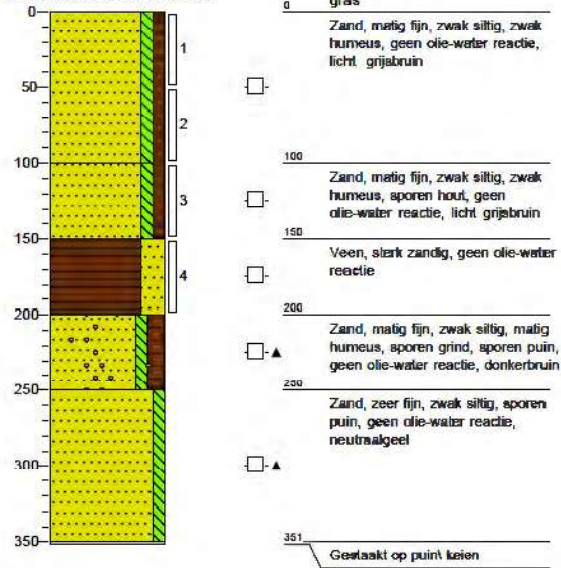 gras
0
0
Zand, matig fijn, zwak siltig, zwak
humeus, geen olie-water reactie,
licht grijsbruin
1
50
2
100
100
Zand, matig fijn, zwak siltig, zwak
humeus, sporen hout, geen
olie-water reactie, licht grijsbruin
3
150
150
Veen, sterk zandig, geen olie-water
reactie
4
200
200
Zand, matig fijn, zwak siltig, matig
humeus, sporen grind, sporen puin,
geen olie-water reactie, donkerbruin
250
250
Zand, zeer fijn, zwak siltig, sporen
puin, geen olie-water reactie,
neutraalgeel
300
350
351
Gestaakt op puin\ keien